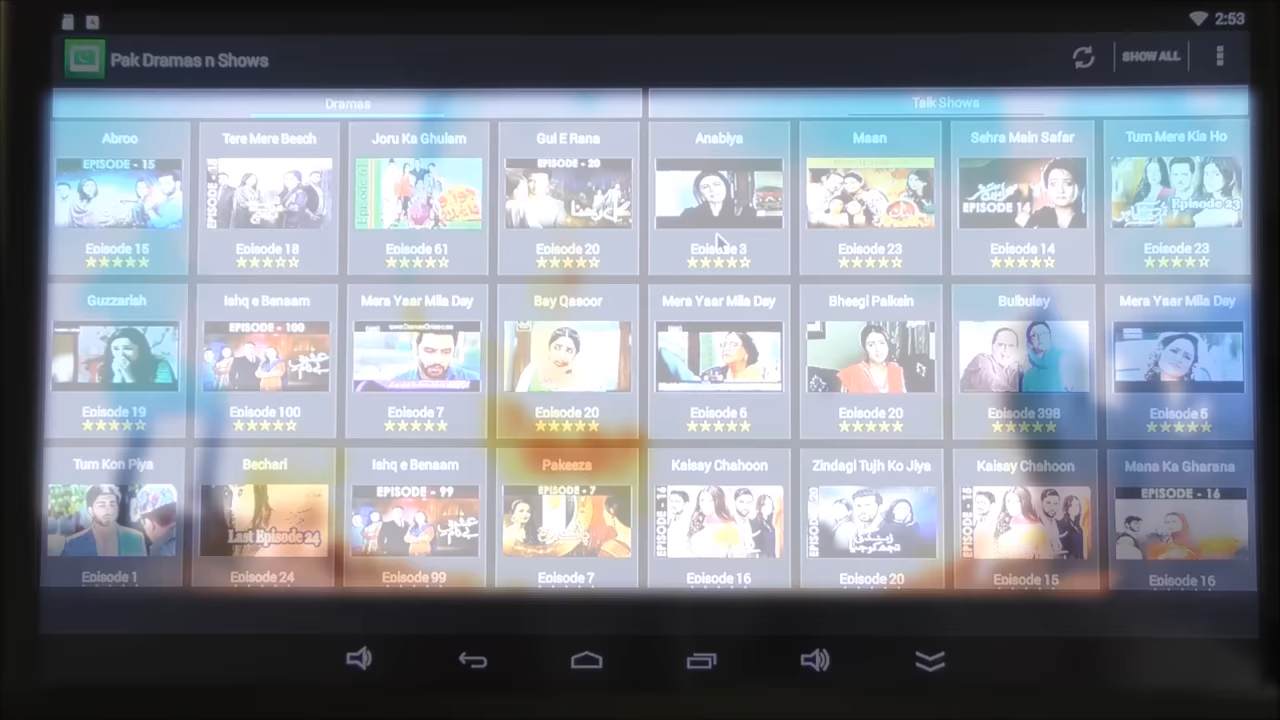 2:53
Pak Dramas n Shows
SHOW ALL
Dramas Talk Shows
Abroo Tere Mere Beech Joru Ka Ghulam Gul E Rana Anabiya Maan Sehra Main Safar Tum Mere Kia Ho
EPISODE - 15 EPISODE - 20 EPISODE 14 Episode 23
Episode 15 Episode 18 Episode 61 Episode 20 Episode 3 Episode 23 Episode 14 Episode 23
Guzzarish Ishq e Benaam Mera Yaar Mila Day Bay Qasoor Mera Yaar Mila Day Bheegi Palkain Bulbulay Mera Yaar Mila Day
EPISODE - 100
Episode 19 Episode 100 Episode 7 Episode 20 Episode 6 Episode 20 Episode 398 Episode 5
Tum Kon Piya Bechari Ishq e Benaam Pakeeza Kaisay Chahoon Zindagi Tujh Ko Jiya Kaisay Chahoon Mana Ka Gharana
Last Episode 24 EPISODE - 99 EPISODE - 7 EPISODE - 16 EPISODE - 16
Episode 1 Episode 24 Episode 99 Episode 7 Episode 16 Episode 20 Episode 15 Episode 16